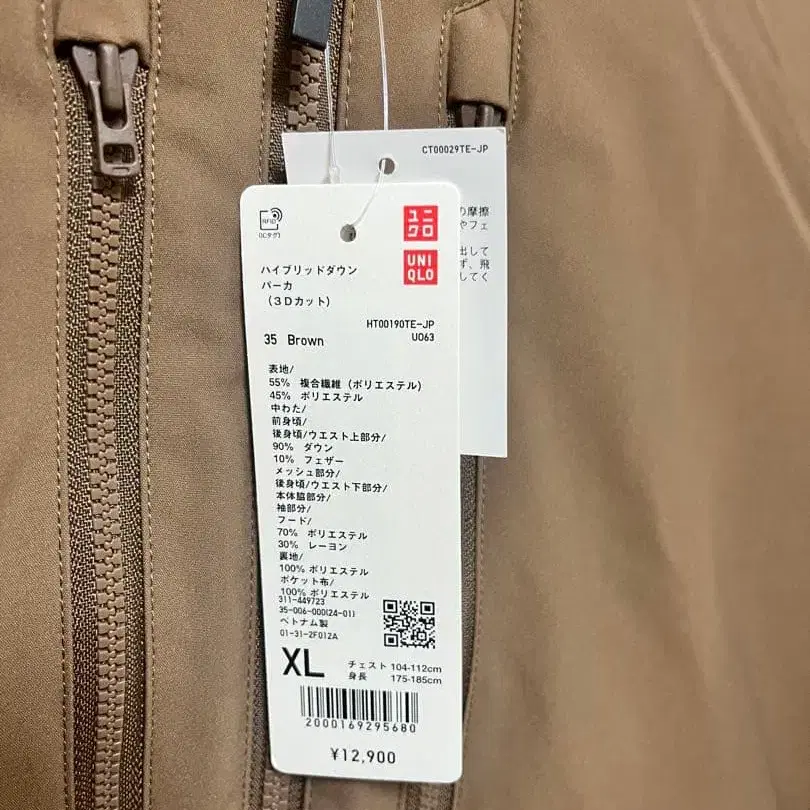 CT00029TE-JP
の摩擦
やフェ
出して
ず、飛
してく
RFID
[ICタグ]
ユニ
クロ
UNI
QLO
ハイブリッドダウン
パーカ
（3Dカット）
HT00190TE-JP
35 Brown
U063
表地/
55% 複合繊維（ポリエステル）
45% ポリエステル
中わた/
前身頃/
後身頃/ウエスト上部分/
90% ダウン
10% フェザー
メッシュ部分/
後身頃/ウエスト下部分/
本体脇部分/
袖部分/
フード/
70% ポリエステル
30% レーヨン
裏地/
100% ポリエステル
ポケット布/
100% ポリエステル
311-449723
35-006-000(24-01)
ベトナム製
01-31-2F012A
XL
チェスト 104-112cm
身長 175-185cm
2000169295680
¥12,900